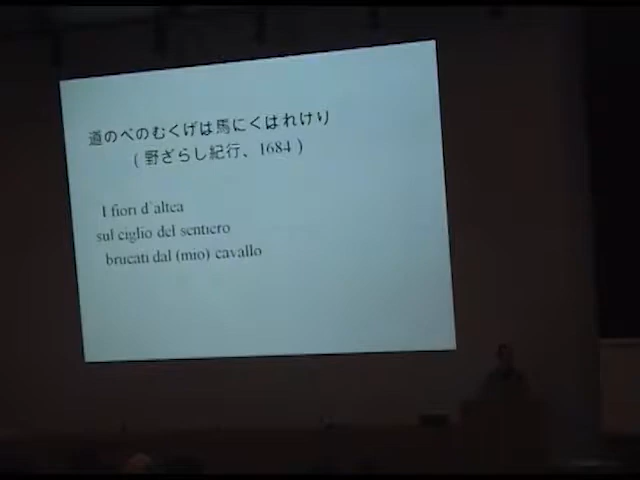 道のべのむくげは馬にくはれけり
(野ざらし紀行、1684)
I fiori d'altea
sul ciglio del sentiero
brucati dal (mio) cavallo